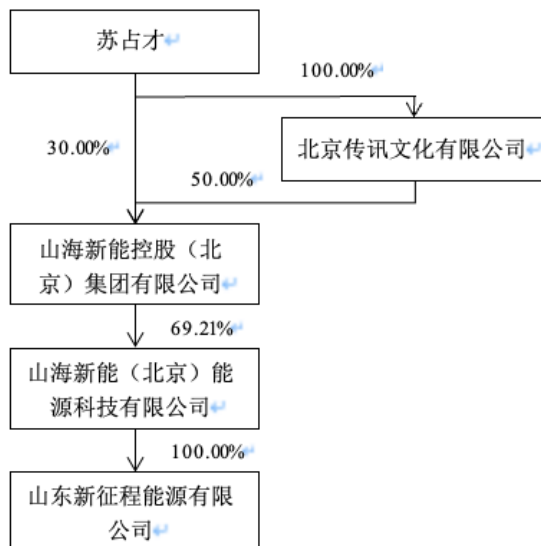 苏占才↵
100.00%↵
30.00%↵
北京传讯文化有限公司↵
50.00%↵
山海新能控股（北
京）集团有限公司↵
69.21%↵
山海新能（北京）能
源科技有限公司↵
100.00%↵
山东新征程能源有限
公司↵